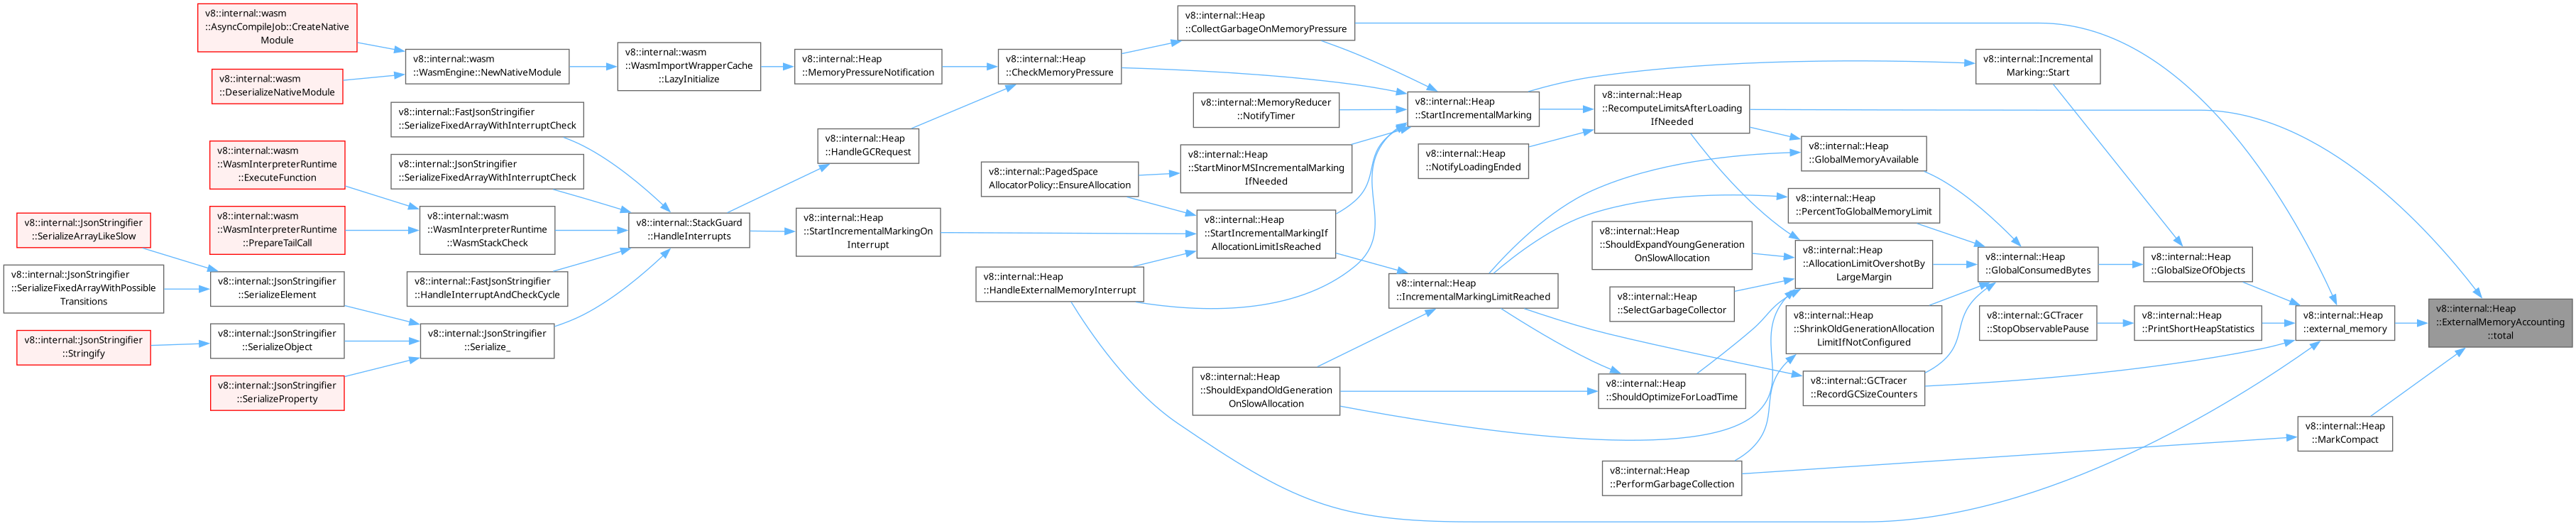 v8::internal::wasm
::AsyncCompileJob::CreateNative
Module
v8::internal::wasm
::DeserializeNativeModule
v8::internal::wasm
::WasmEngine::NewNativeModule
v8::internal::wasm
::WasmImportWrapperCache
::LazyInitialize
v8::internal::Heap
::MemoryPressureNotification
v8::internal::Heap
::CheckMemoryPressure
v8::internal::Heap
::CollectGarbageOnMemoryPressure
v8::internal::FastJsonStringifier
::SerializeFixedArrayWithInterruptCheck
v8::internal::JsonStringifier
::SerializeFixedArrayWithInterruptCheck
v8::internal::wasm
::WasmInterpreterRuntime
::ExecuteFunction
v8::internal::wasm
::WasmInterpreterRuntime
::PrepareTailCall
v8::internal::wasm
::WasmInterpreterRuntime
::WasmStackCheck
v8::internal::FastJsonStringifier
::HandleInterruptAndCheckCycle
v8::internal::JsonStringifier
::SerializeArrayLikeSlow
v8::internal::JsonStringifier
::SerializeFixedArrayWithPossible
Transitions
v8::internal::JsonStringifier
::Stringify
v8::internal::JsonStringifier
::SerializeElement
v8::internal::JsonStringifier
::SerializeObject
v8::internal::JsonStringifier
::SerializeProperty
v8::internal::JsonStringifier
::Serialize_
v8::internal::StackGuard
::HandleInterrupts
v8::internal::Heap
::HandleGCRequest
v8::internal::Heap
::StartIncrementalMarkingOn
Interrupt
v8::internal::PagedSpace
AllocatorPolicy::EnsureAllocation
v8::internal::Heap
::HandleExternalMemoryInterrupt
v8::internal::MemoryReducer
::NotifyTimer
v8::internal::Heap
::StartMinorMSIncrementalMarking
IfNeeded
v8::internal::Heap
::StartIncrementalMarkingIf
AllocationLimitIsReached
v8::internal::Heap
::ShouldExpandOldGeneration
OnSlowAllocation
v8::internal::Heap
::StartIncrementalMarking
v8::internal::Heap
::NotifyLoadingEnded
v8::internal::Heap
::IncrementalMarkingLimitReached
v8::internal::Heap
::RecomputeLimitsAfterLoading
IfNeeded
v8::internal::Heap
::ShouldExpandYoungGeneration
OnSlowAllocation
v8::internal::Heap
::SelectGarbageCollector
v8::internal::Heap
::ShouldOptimizeForLoadTime
v8::internal::Heap
::PerformGarbageCollection
v8::internal::Heap
::GlobalMemoryAvailable
v8::internal::Heap
::PercentToGlobalMemoryLimit
v8::internal::Heap
::AllocationLimitOvershotBy
LargeMargin
v8::internal::Heap
::ShrinkOldGenerationAllocation
LimitIfNotConfigured
v8::internal::GCTracer
::RecordGCSizeCounters
v8::internal::Incremental
Marking::Start
v8::internal::Heap
::GlobalConsumedBytes
v8::internal::GCTracer
::StopObservablePause
v8::internal::Heap
::GlobalSizeOfObjects
v8::internal::Heap
::PrintShortHeapStatistics
v8::internal::Heap
::external_memory
v8::internal::Heap
::MarkCompact
v8::internal::Heap
::ExternalMemoryAccounting
::total